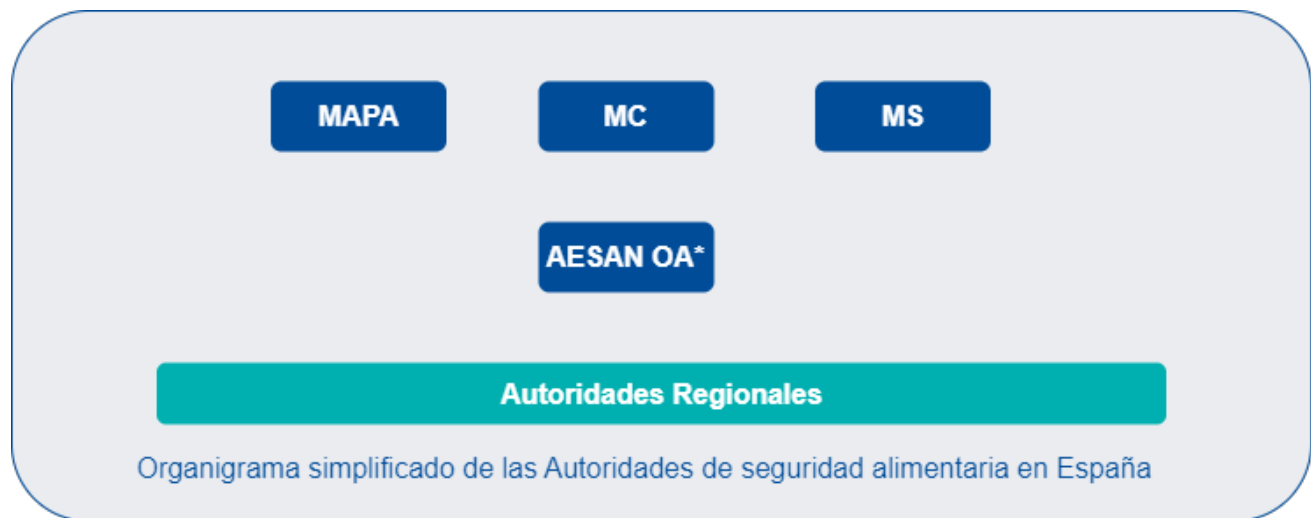 MAPA MC MS
AESAN OA*
Autoridades Regionales
Organigrama simplificado de las Autoridades de seguridad alimentaria en España